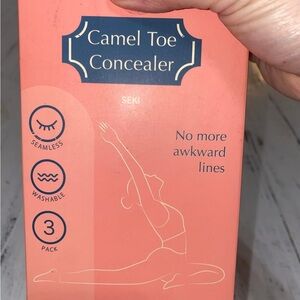 Camel Toe
Concealer
SEKI
No more
awkward
lines
SEAMLESS
WASHABLE
3
PACK